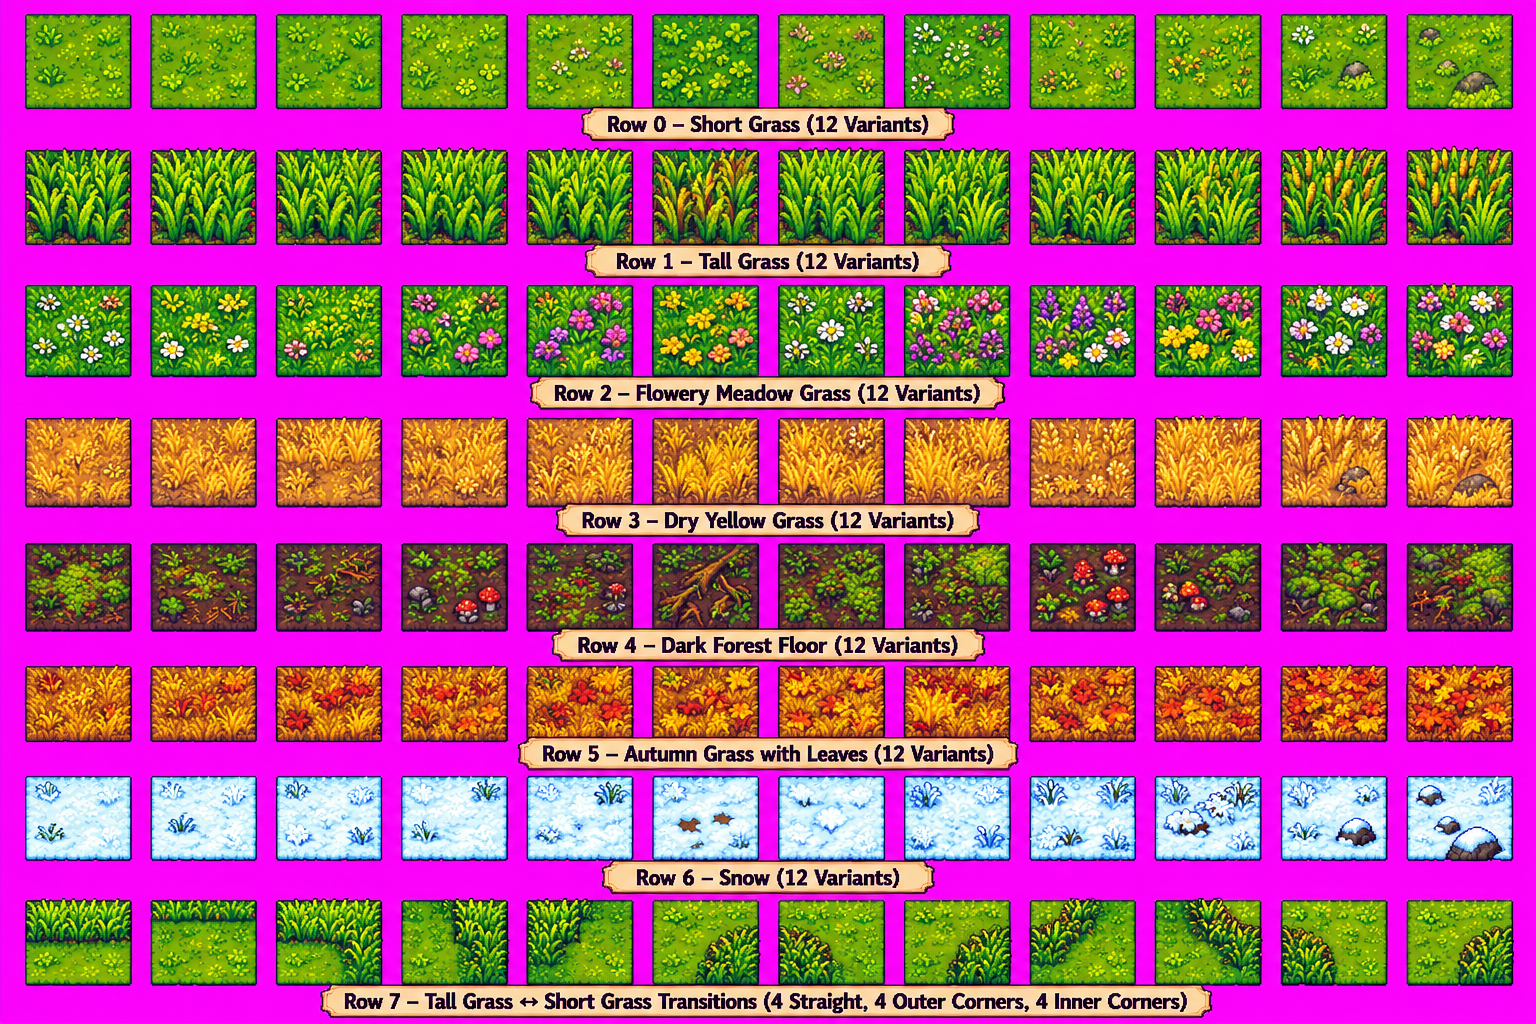 Row 0 – Short Grass (12 Variants)
Row 1 – Tall Grass (12 Variants)
Row 2 – Flowery Meadow Grass (12 Variants)
Row 3 – Dry Yellow Grass (12 Variants)
Row 4 – Dark Forest Floor (12 Variants)
Row 5 – Autumn Grass with Leaves (12 Variants)
Row 6 – Snow (12 Variants)
Row 7 – Tall Grass ↔ Short Grass Transitions (4 Straight, 4 Outer Corners, 4 Inner Corners)